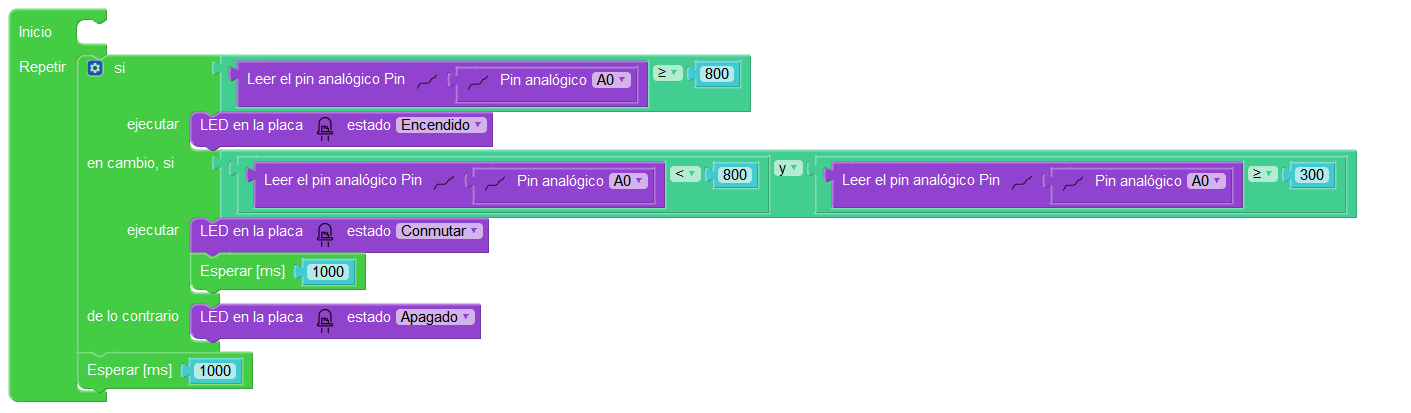 Inicio
Repetir si Leer el pin analógico Pin Pin analógico A0 ≥ 800
ejecutar LED en la placa estado Encendido
en cambio, si Leer el pin analógico Pin Pin analógico A0 < 800 y Leer el pin analógico Pin Pin analógico A0 ≥ 300
ejecutar LED en la placa estado Conmutar
Esperar [ms] 1000
de lo contrario LED en la placa estado Apagado
Esperar [ms] 1000